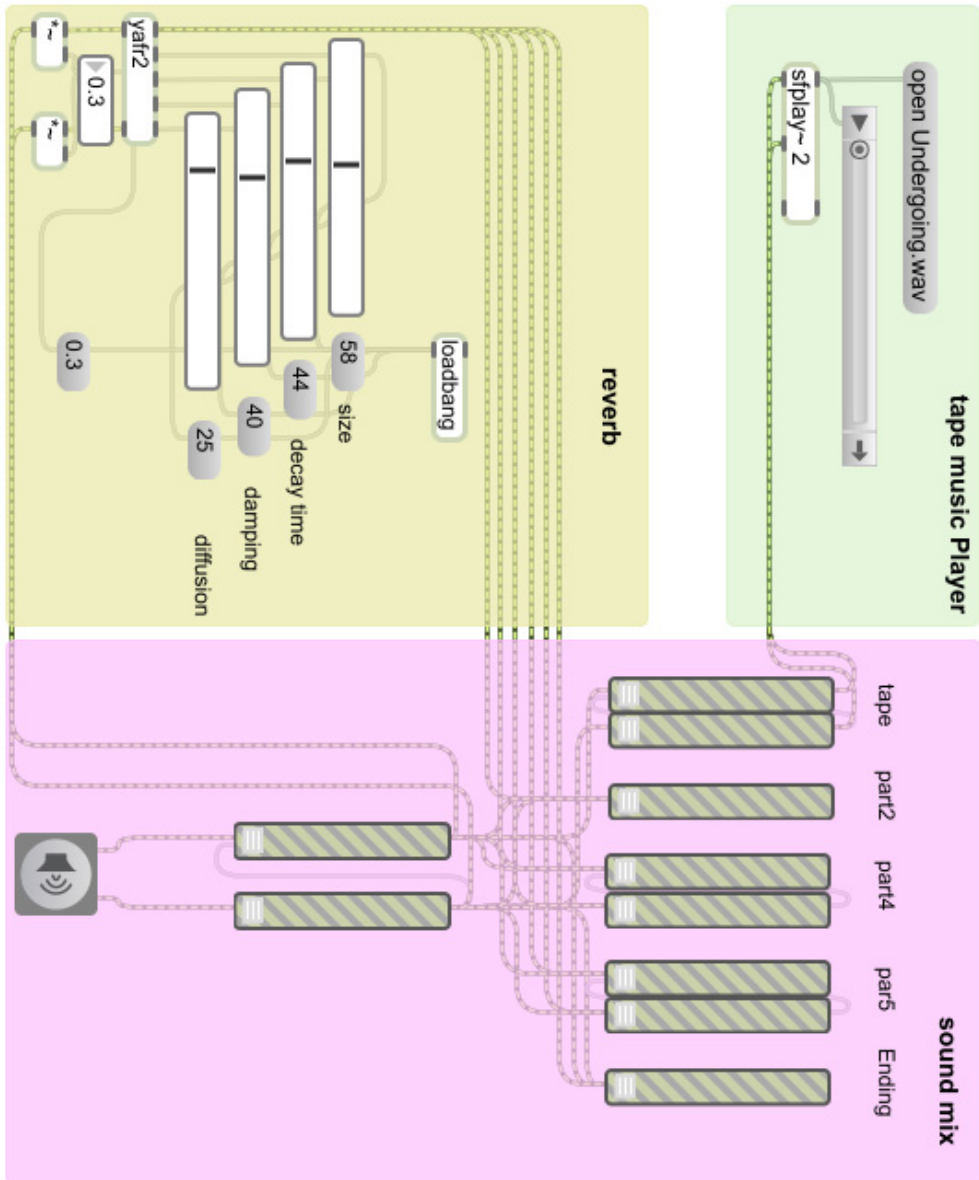 tape music Player
open Undergoing.wav
sfplay~ 2
reverb
loadbang
size
58
decay time
44
damping
40
diffusion
25
yafr2
0.3
0.3
*~
*~
sound mix
tape
part2
part4
par5
Ending